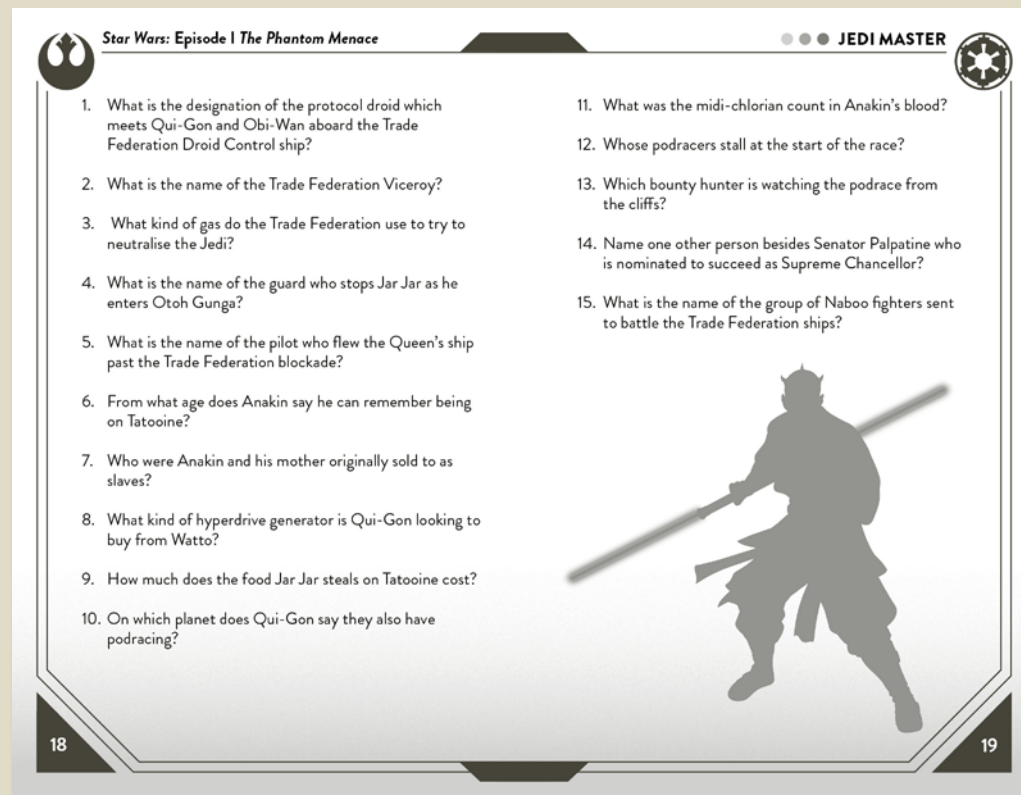 Star Wars: Episode I The Phantom Menace
JEDI MASTER
1. What is the designation of the protocol droid which
meets Qui-Gon and Obi-Wan aboard the Trade
Federation Droid Control ship?
2. What is the name of the Trade Federation Viceroy?
3. What kind of gas do the Trade Federation use to try to
neutralise the Jedi?
4. What is the name of the guard who stops Jar Jar as he
enters Otoh Gunga?
5. What is the name of the pilot who flew the Queen's ship
past the Trade Federation blockade?
6. From what age does Anakin say he can remember being
on Tatooine?
7. Who were Anakin and his mother originally sold to as
slaves?
8. What kind of hyperdrive generator is Qui-Gon looking to
buy from Watto?
9. How much does the food Jar Jar steals on Tatooine cost?
10. On which planet does Qui-Gon say they also have
podracing?
11. What was the midi-chlorian count in Anakin's blood?
12. Whose podracers stall at the start of the race?
13. Which bounty hunter is watching the podrace from
the cliffs?
14. Name one other person besides Senator Palpatine who
is nominated to succeed as Supreme Chancellor?
15. What is the name of the group of Naboo fighters sent
to battle the Trade Federation ships?
18
19